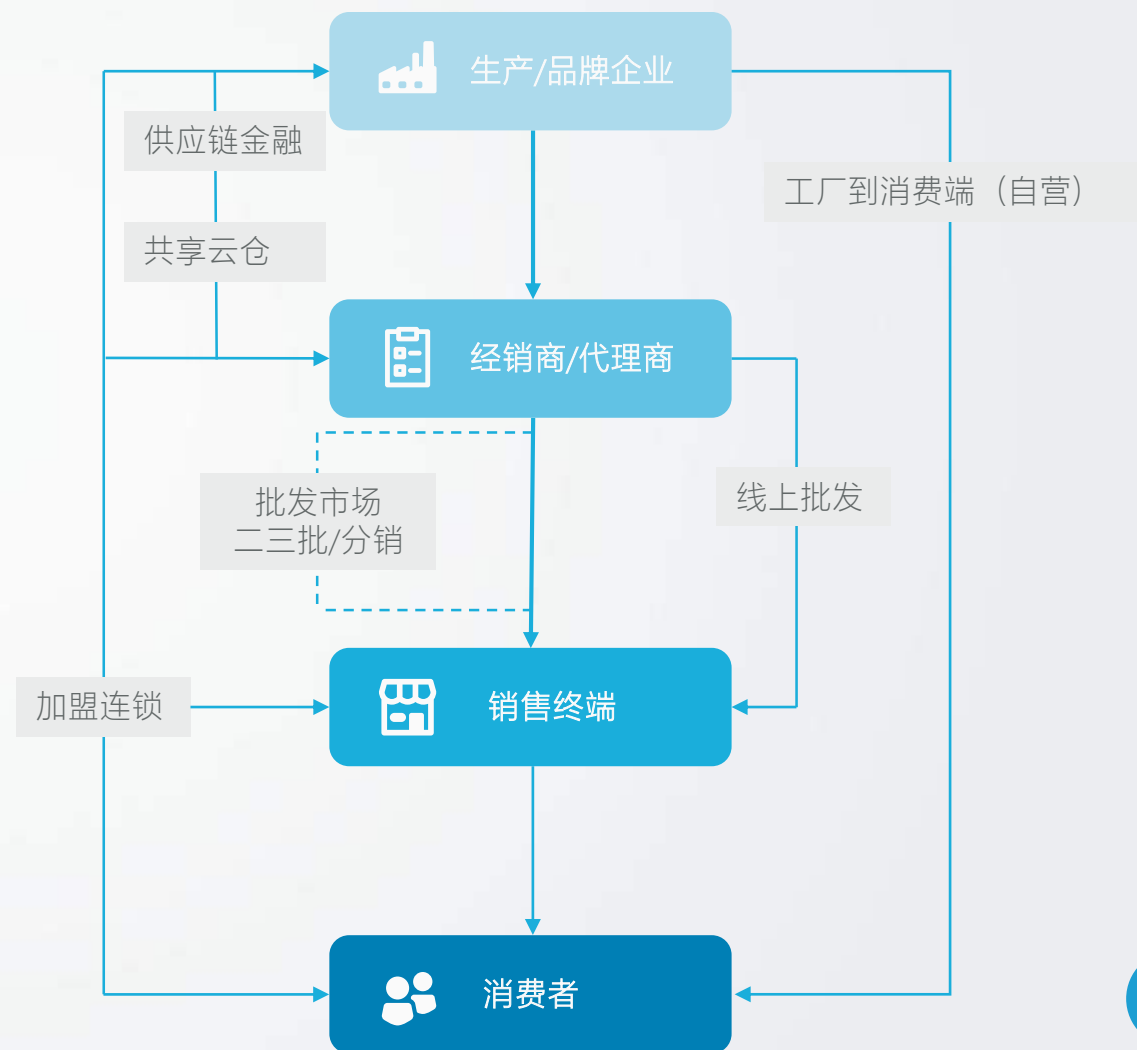 生产/品牌企业
供应链金融
工厂到消费端（自营）
共享云仓
经销商/代理商
批发市场
二三批/分销
线上批发
加盟连锁
销售终端
消费者